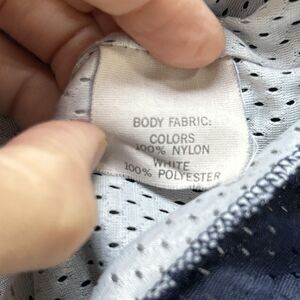 BODY FABRIC:
COLORS
100% NYLON
WHITE
100% POLYESTER